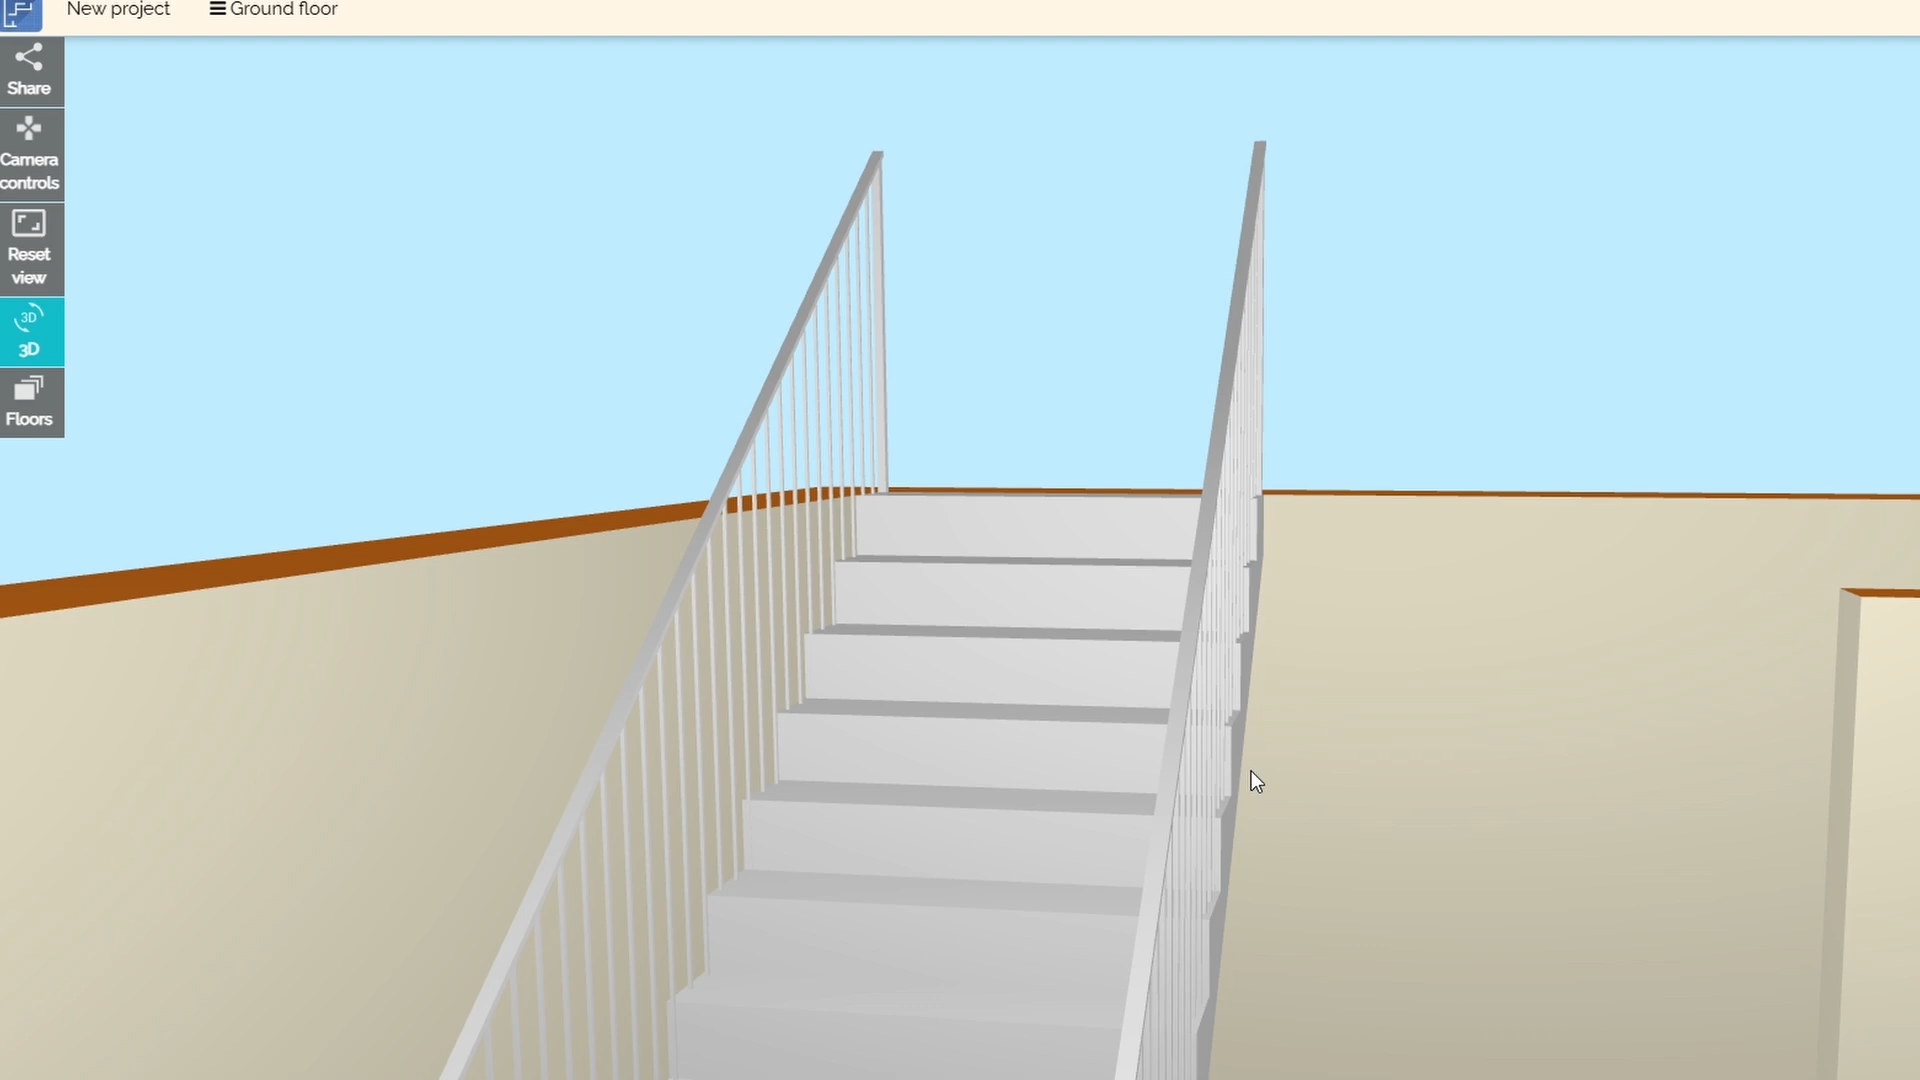 New project
Ground floor
Share
Camera
controls
Reset
view
3D
3D
Floors